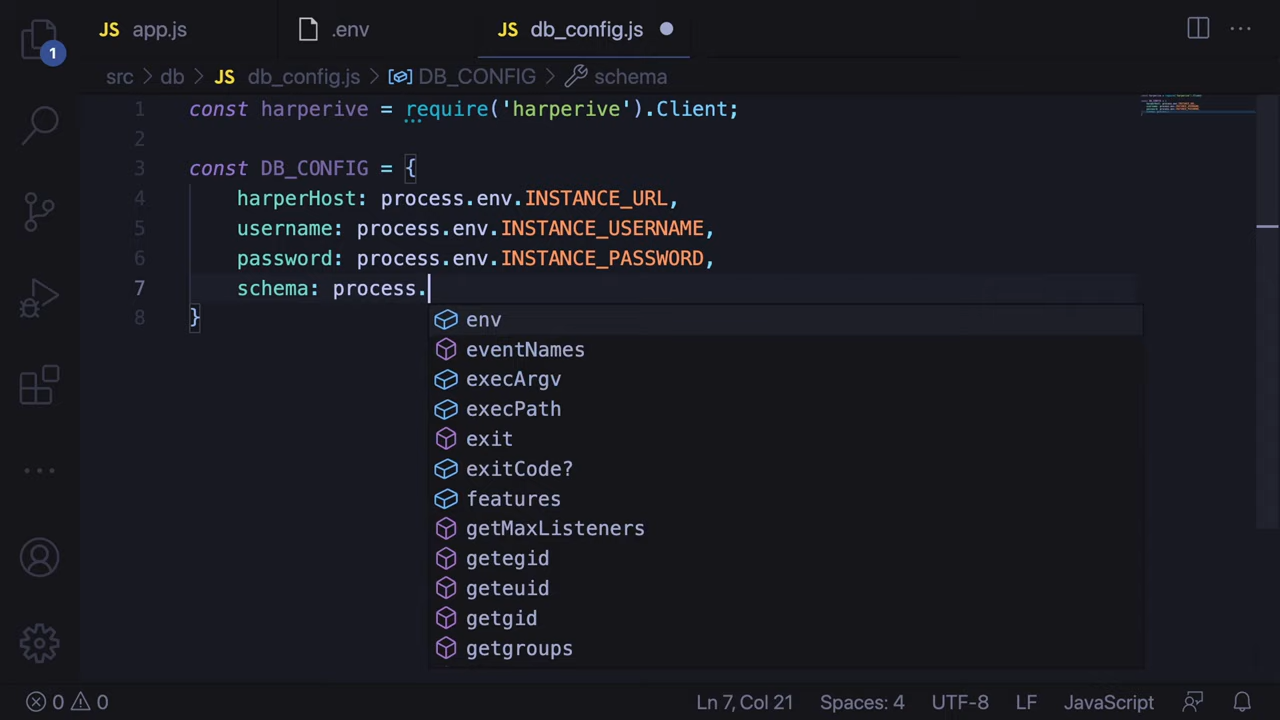 JS app.js
.env
JS db_config.js
1
src > db > JS db_config.js > DB_CONFIG > schema
1 const harperive = require('harperive').Client;
2
3 const DB_CONFIG = {
4 harperHost: process.env.INSTANCE_URL,
5 username: process.env.INSTANCE_USERNAME,
6 password: process.env.INSTANCE_PASSWORD,
7 schema: process.
8 }
env
eventNames
execArgv
execPath
exit
exitCode?
features
getMaxListeners
getegid
geteuid
getgid
getgroups
0 0 Ln 7, Col 21 Spaces: 4 UTF-8 LF JavaScript